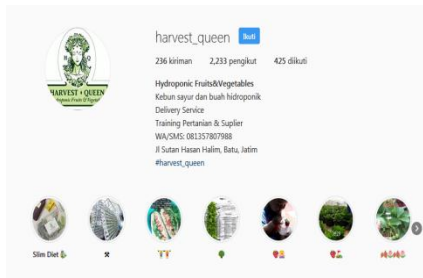 HARVEST QUEEN
harvest_queen Ikuti
236 kiriman 2,233 pengikut 425 diikuti
Hydroponic Fruits&Vegetables
Kebun sayur dan buah hidroponik
Delivery Service
Training Pertanian & Suplier
WA/SMS: 081357807988
Jl Sutan Hasan Halim, Batu, Jatim
#harvest_queen
Slim Diet